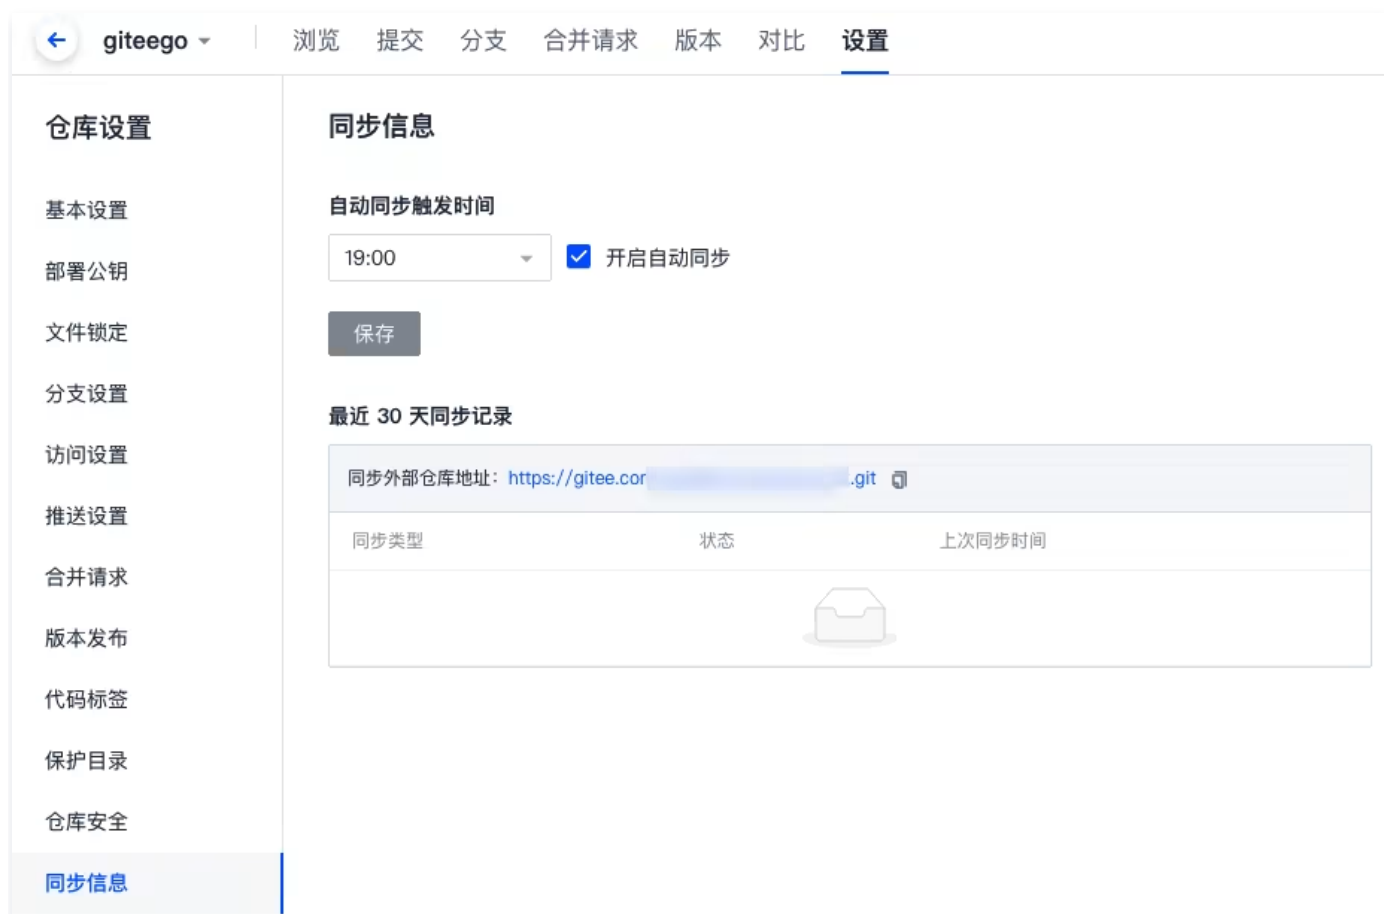 giteego 浏览 提交 分支 合并请求 版本 对比 设置
仓库设置
基本设置
部署公钥
文件锁定
分支设置
访问设置
推送设置
合并请求
版本发布
代码标签
保护目录
仓库安全
同步信息
同步信息
自动同步触发时间
19:00 开启自动同步
保存
最近 30 天同步记录
同步外部仓库地址： https://gitee.com .git
同步类型 状态 上次同步时间